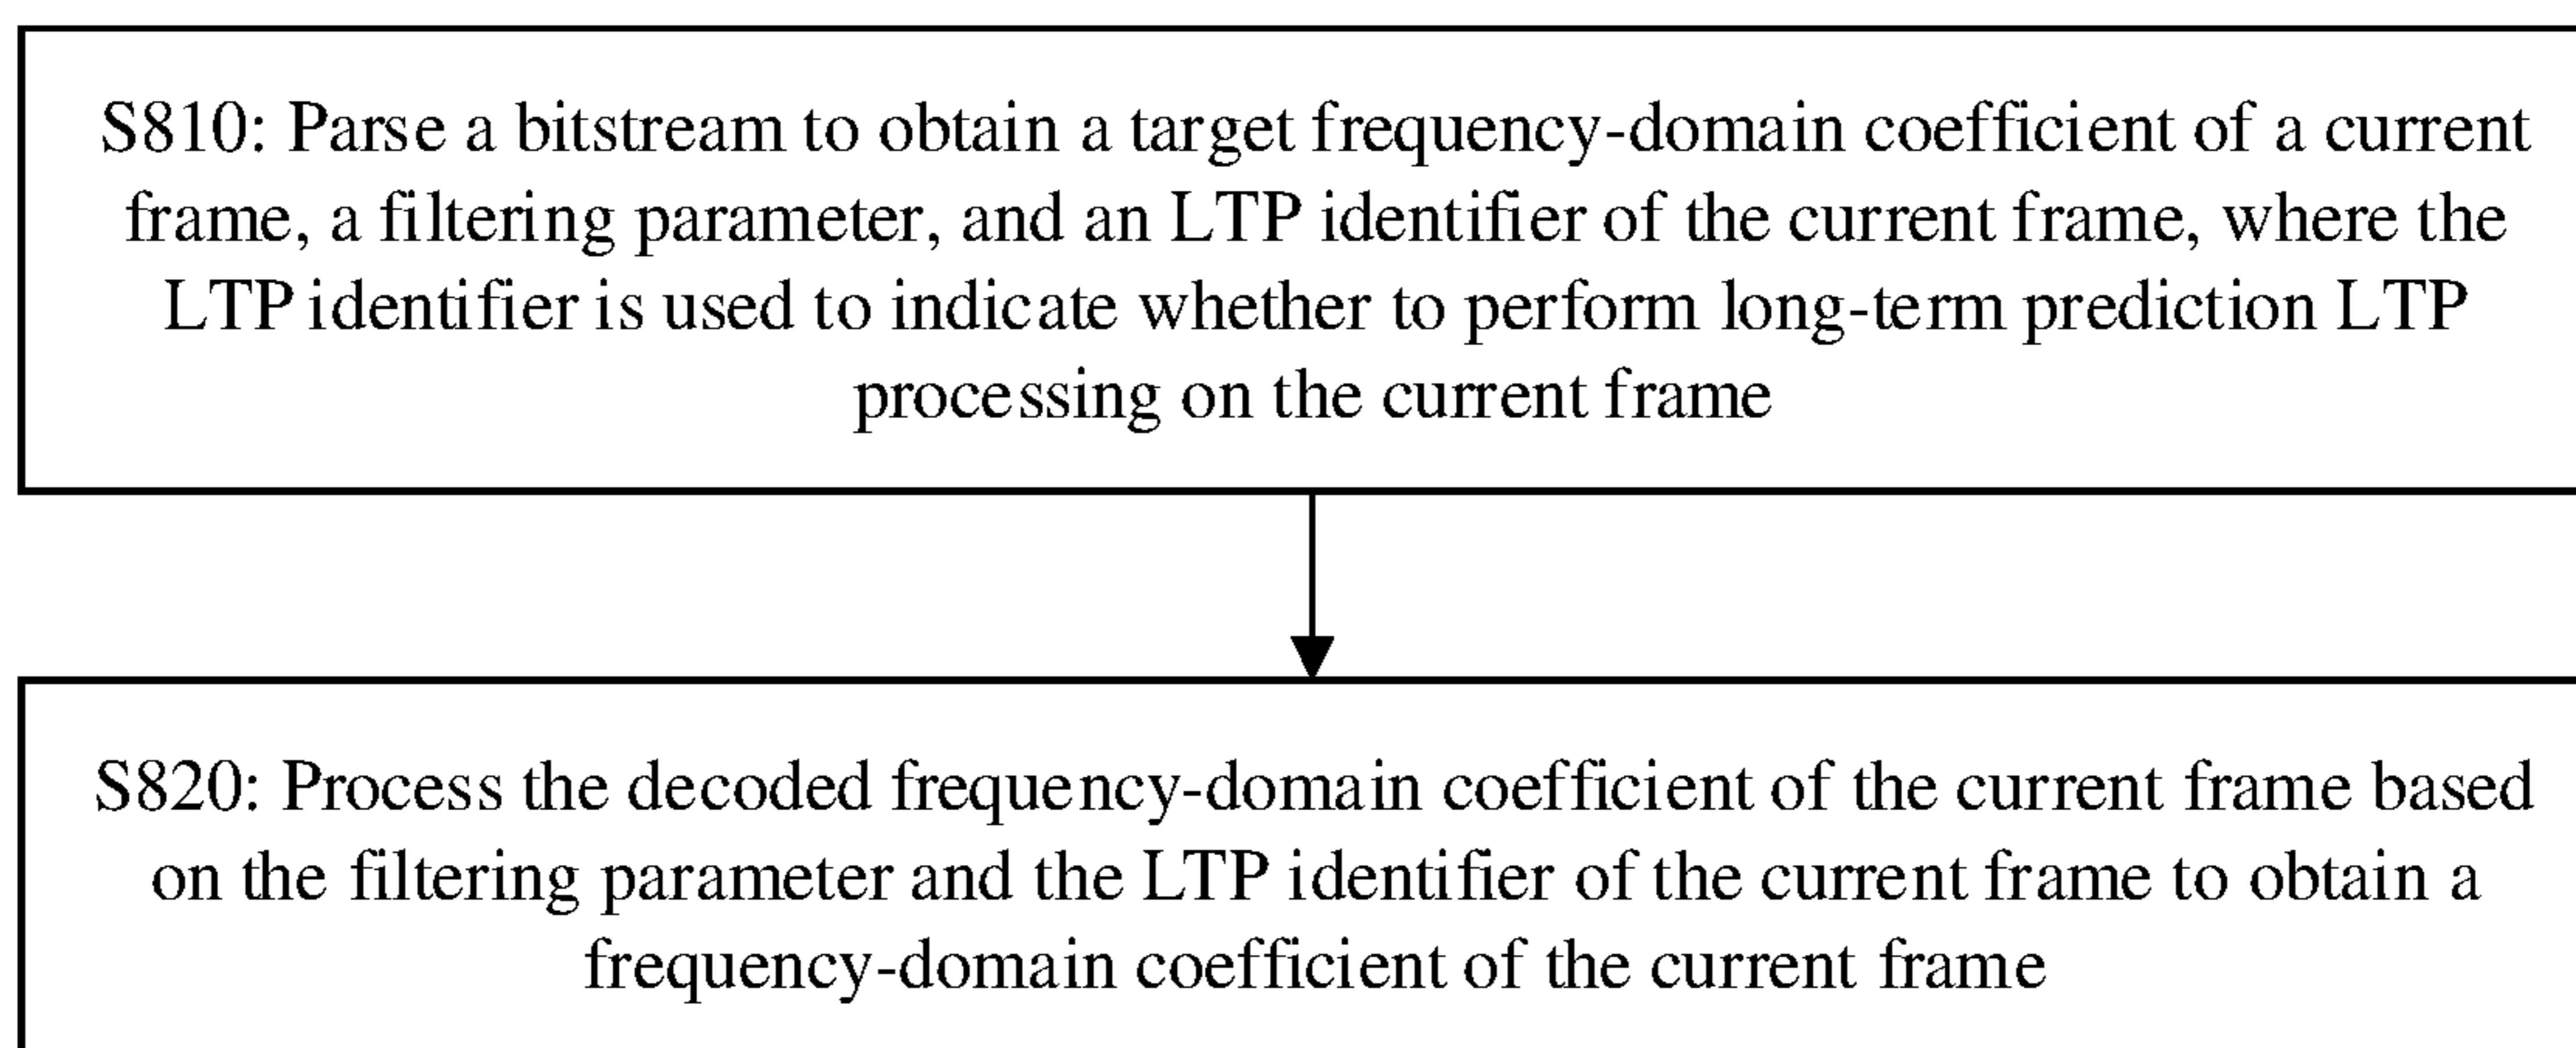 S810: Parse a bitstream to obtain a target frequency-domain coefficient of a current
frame, a filtering parameter, and an LTP identifier of the current frame, where the
LTP identifier is used to indicate whether to perform long-term prediction LTP
processing on the current frame
S820: Process the decoded frequency-domain coefficient of the current frame based
on the filtering parameter and the LTP identifier of the current frame to obtain a
frequency-domain coefficient of the current frame